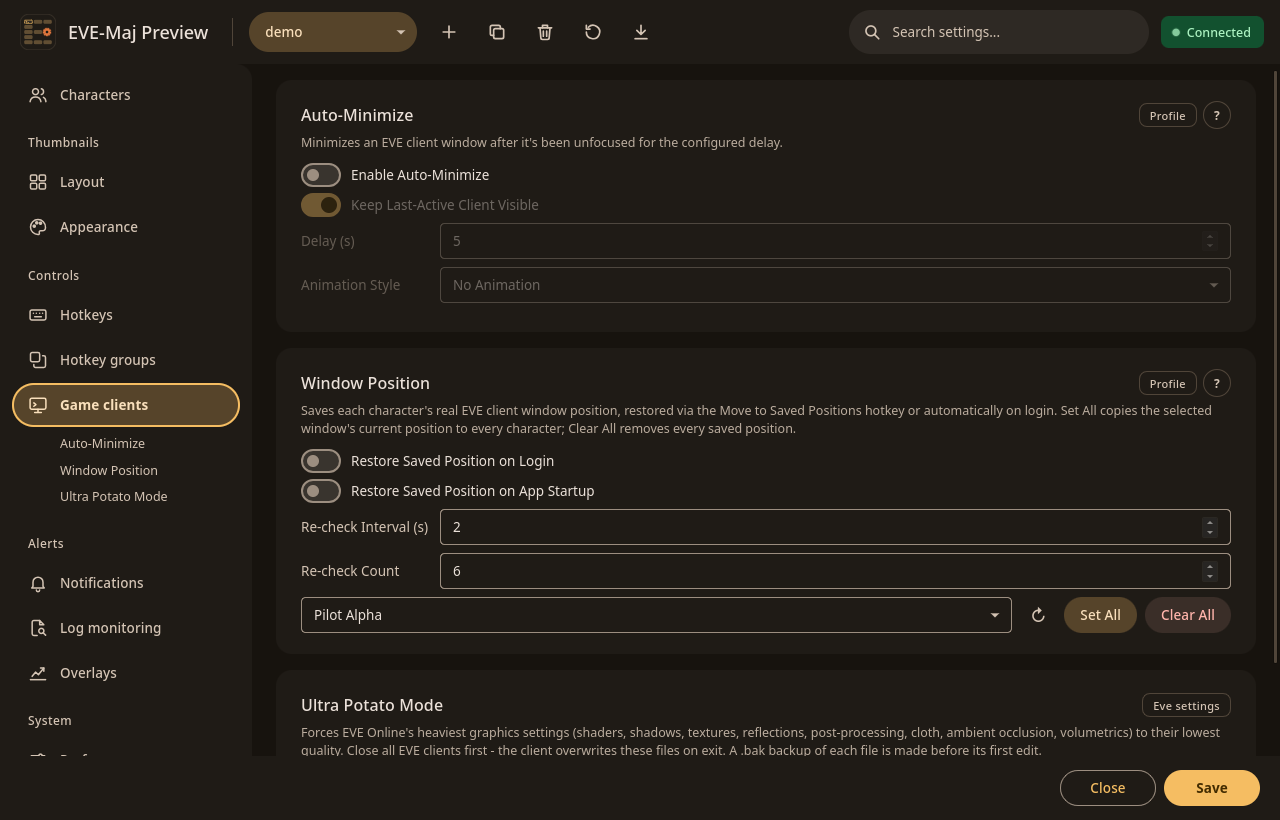 EVE-Maj Preview
demo
Search settings...
Connected
Characters
Thumbnails
Layout
Appearance
Controls
Hotkeys
Hotkey groups
Game clients
Auto-Minimize
Window Position
Ultra Potato Mode
Alerts
Notifications
Log monitoring
Overlays
System
Auto-Minimize
Profile
?
Minimizes an EVE client window after it's been unfocused for the configured delay.
Enable Auto-Minimize
Keep Last-Active Client Visible
Delay (s)
5
Animation Style
No Animation
Window Position
Profile
?
Saves each character's real EVE client window position, restored via the Move to Saved Positions hotkey or automatically on login. Set All copies the selected
window's current position to every character; Clear All removes every saved position.
Restore Saved Position on Login
Restore Saved Position on App Startup
Re-check Interval (s)
2
Re-check Count
6
Pilot Alpha
Set All
Clear All
Ultra Potato Mode
Eve settings
Forces EVE Online's heaviest graphics settings (shaders, shadows, textures, reflections, post-processing, cloth, ambient occlusion, volumetrics) to their lowest
quality. Close all EVE clients first - the client overwrites these files on exit. A .bak backup of each file is made before its first edit.
Close
Save